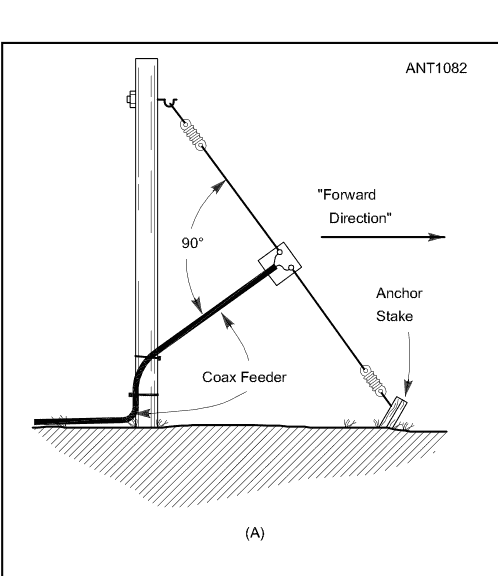 ANT1082
"Forward
Direction"
90°
Anchor
Stake
Coax Feeder
(A)